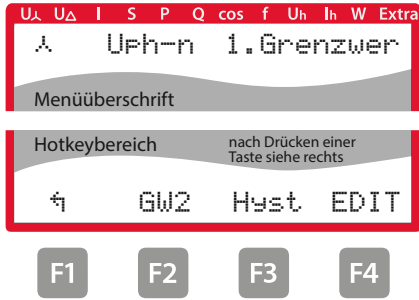 U⅄ U△ I S P Q cos f Uh Ih W Extra
⅄ UPh-n 1.Grenzwer
Menüüberschrift
Hotkeybereich
nach Drücken einer
Taste siehe rechts
↰ GW2 Hyst. EDIT
F1 F2 F3 F4